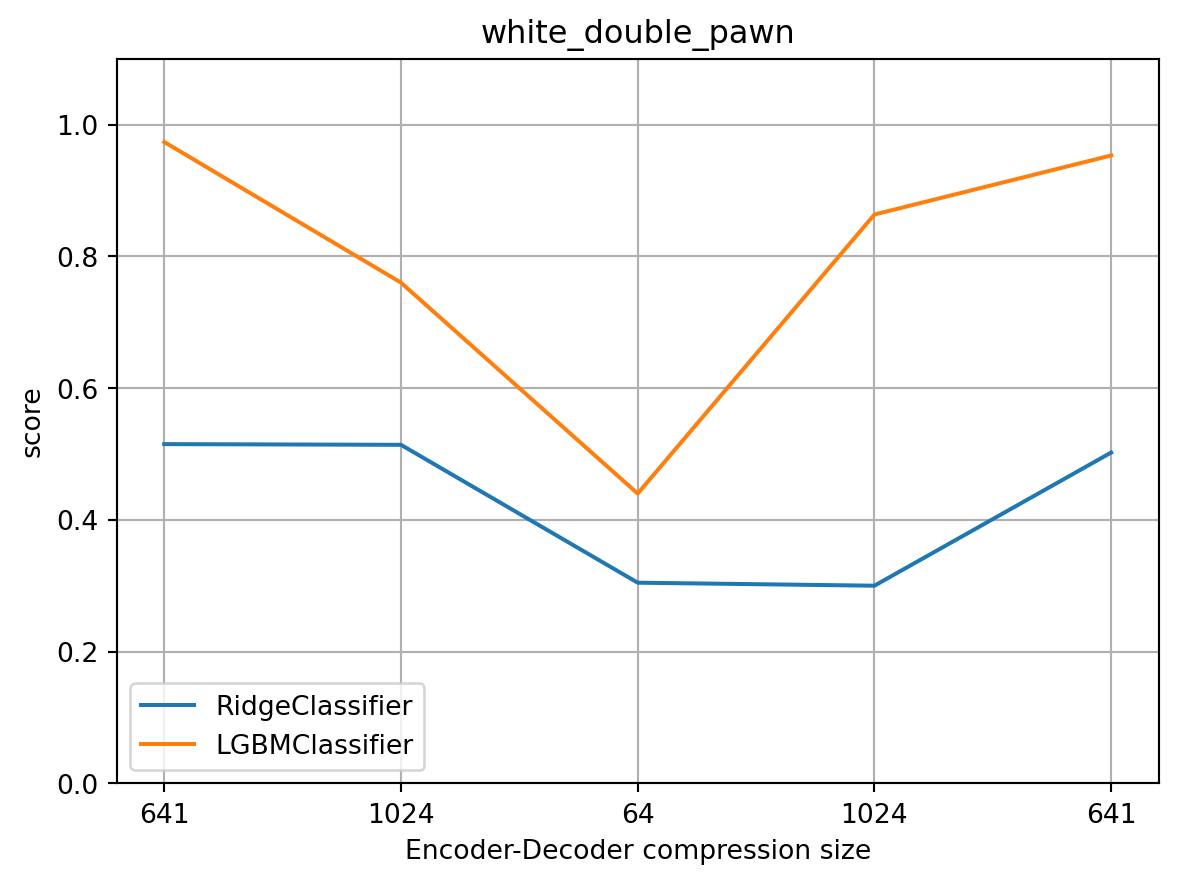 white_double_pawn
score
1.0
0.8
0.6
0.4
0.2
0.0
RidgeClassifier
LGBMClassifier
641 1024 64 1024 641
Encoder-Decoder compression size